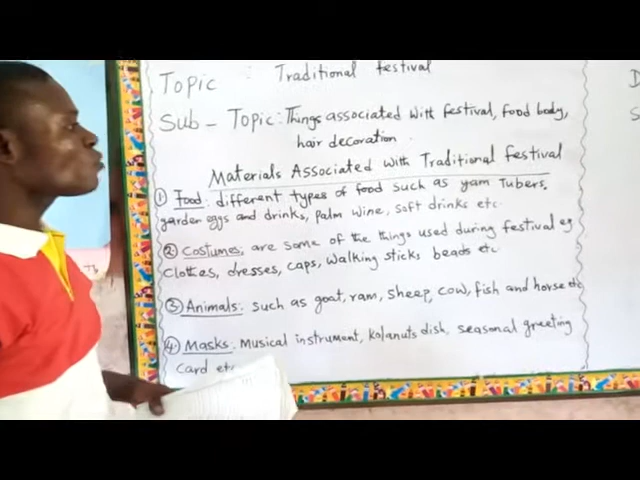 Topic Traditional festival
Sub - Topic: Things associated with festival, food body,
hair decoration
Materials Associated with Traditional festival
① Food: different types of food such as yam Tubers.
garden eggs and drinks, palm wine, soft drinks etc.
② Costumes; are some of the things used during festival eg
Clothes, dresses, caps, walking sticks beads etc.
③ Animals: such as goat, ram, sheep, cow, fish and horse etc
④ Masks: Musical instrument, kolanuts dish, seasonal greeting
Card etc